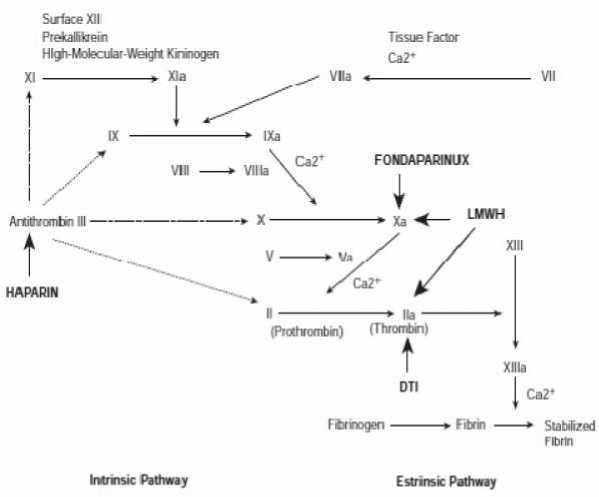 Surface XII
Prekallikrein
HIgh-Molecular-Weight Kininogen
Tissue Factor
Ca2+
XI
XIa
VIIa
VII
IX
IXa
VIII
VIIIa
Ca2+
FONDAPARINUX
Antithrombin III
X
Xa
LMWH
XIII
V
Va
Ca2+
HAPARIN
II
(Prothrombin)
IIa
(Thrombin)
XIIIa
DTI
Ca2+
Fibrinogen
Fibrin
Stabilized
Fibrin
Intrinsic Pathway
Estrinsic Pathway